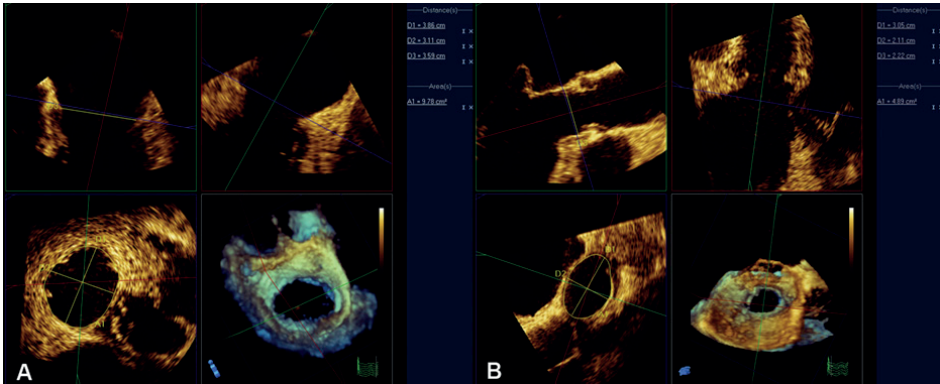 Distance(s)
D1 = 3.86 cm
D2 = 3.11 cm
D3 = 3.59 cm
Area(s)
A1 = 9.78 cm²
A
Distance(s)
D1 = 3.05 cm
D2 = 2.11 cm
D3 = 2.22 cm
Area(s)
A1 = 4.89 cm²
D2
B